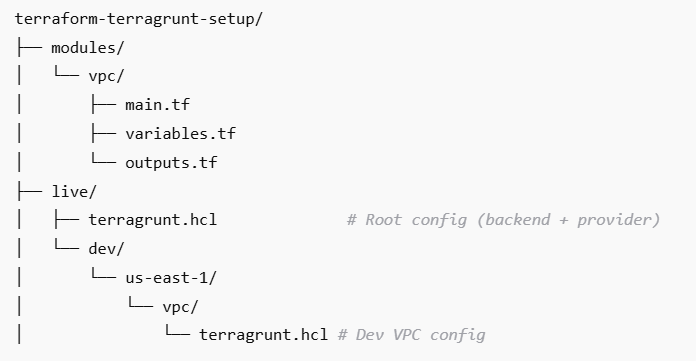 terraform-terragrunt-setup/
├── modules/
│   └── vpc/
│       ├── main.tf
│       ├── variables.tf
│       └── outputs.tf
├── live/
│   ├── terragrunt.hcl              # Root config (backend + provider)
│   └── dev/
│       └── us-east-1/
│           └── vpc/
│               └── terragrunt.hcl # Dev VPC config